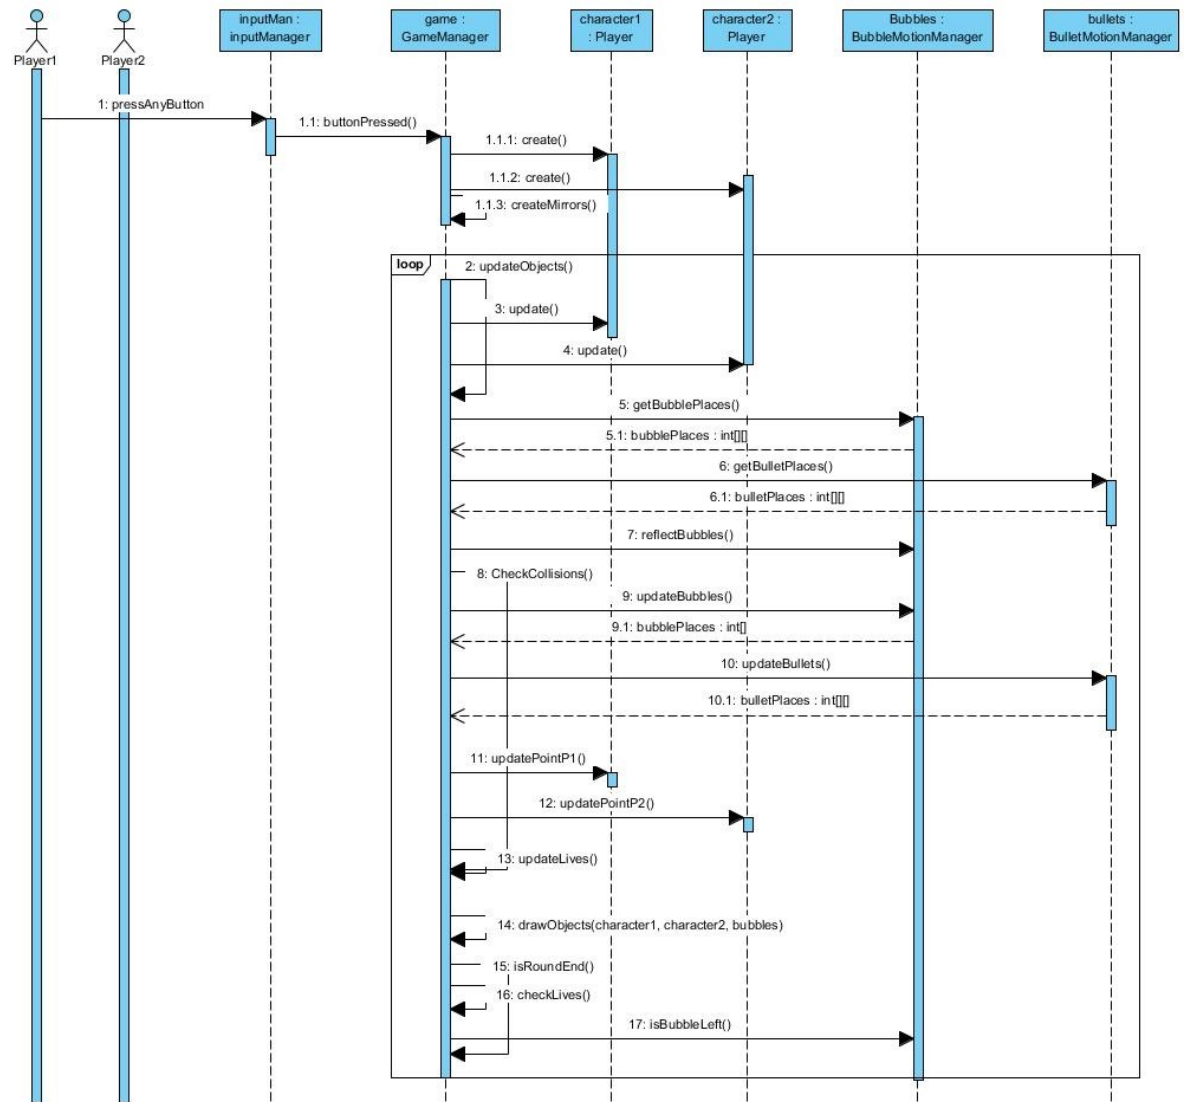 Player1
Player2
inputMan :
inputManager
game :
GameManager
character1
: Player
character2 :
Player
Bubbles :
BubbleMotionManager
bullets :
BulletMotionManager
1: pressAnyButton
1.1: buttonPressed()
1.1.1: create()
1.1.2: create()
1.1.3: createMirrors()
loop
2: updateObjects()
3: update()
4: update()
5: getBubblePlaces()
5.1: bubblePlaces : int[][]
6: getBulletPlaces()
6.1: bulletPlaces : int[][]
7: reflectBubbles()
8: CheckCollisions()
9: updateBubbles()
9.1: bubblePlaces : int[]
10: updateBullets()
10.1: bulletPlaces : int[][]
11: updatePointP1()
12: updatePointP2()
13: updateLives()
14: drawObjects(character1, character2, bubbles)
15: isRoundEnd()
16: checkLives()
17: isBubbleLeft()